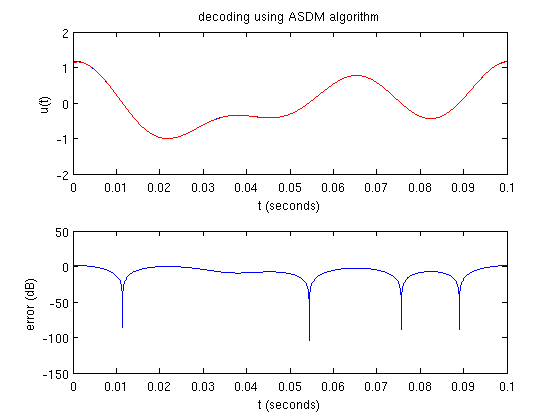 decoding using ASDM algorithm
2
1
0
-1
-2
u(t)
0 0.01 0.02 0.03 0.04 0.05 0.06 0.07 0.08 0.09 0.1
t (seconds)
50
0
-50
-100
-150
error (dB)
0 0.01 0.02 0.03 0.04 0.05 0.06 0.07 0.08 0.09 0.1
t (seconds)